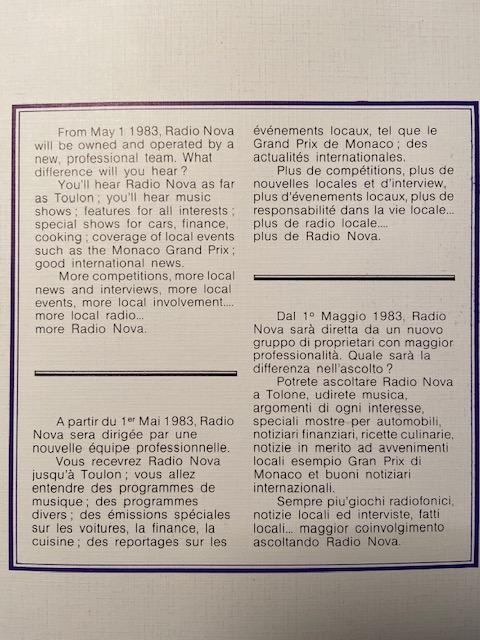 From May 1 1983, Radio Nova
will be owned and operated by a
new, professional team. What
difference will you hear?
You'll hear Radio Nova as far
as Toulon; you'll hear music
shows; features for all interests;
special shows for cars, finance,
cooking; coverage of local events
such as the Monaco Grand Prix;
good international news.
More competitions, more local
news and interviews, more local
events, more local involvement....
more local radio...
more Radio Nova.
A partir du 1er Mai 1983, Radio
Nova sera dirigée par une
nouvelle équipe professionnelle.
Vous recevrez Radio Nova
jusqu'à Toulon; vous allez
entendre des programmes de
musique; des programmes
divers; des émissions spéciales
sur les voitures, la finance, la
cuisine; des reportages sur les
événements locaux, tel que le
Grand Prix de Monaco; des
actualités internationales.
Plus de compétitions, plus de
nouvelles locales et d'interview,
plus d'évenements locaux, plus de
responsabilité dans la vie locale...
plus de radio locale....
plus de Radio Nova.
Dal 1º Maggio 1983, Radio
Nova sarà diretta da un nuovo
gruppo di proprietari con maggior
professionalità. Quale sarà la
differenza nell'ascolto?
Potrete ascoltare Radio Nova
a Tolone, udirete musica,
argomenti di ogni interesse,
speciali mostre per automobili,
notiziari finanziari, ricette culinarie,
notizie in merito ad avvenimenti
locali esempio Gran Prix di
Monaco et buoni notiziari
internazionali.
Sempre piu'giochi radiofonici,
notizie locali ed interviste, fatti
locali... maggior coinvolgimento
ascoltando Radio Nova.